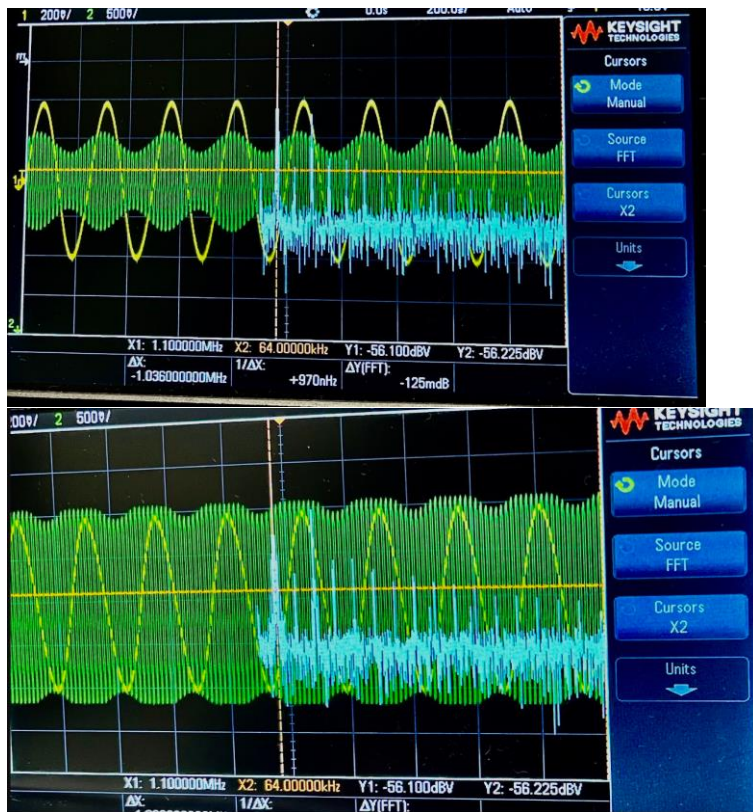 1 200V/ 2 500V/ 0.0s 200.0s/ Auto
KEYSIGHT
TECHNOLOGIES
Cursors
Mode
Manual
Source
FFT
Cursors
X2
Units
X1: 1.100000MHz X2: 64.00000kHz Y1: -56.100dBV Y2: -56.225dBV
ΔX: 1/ΔX: ΔY(FFT):
-1.036000000MHz +970nHz -125mdB
2 500V/
KEYSIGHT
TECHNOLOGIES
Cursors
Mode
Manual
Source
FFT
Cursors
X2
Units
X1: 1.100000MHz X2: 64.00000kHz Y1: -56.100dBV Y2: -56.225dBV
ΔX: 1/ΔX: ΔY(FFT):